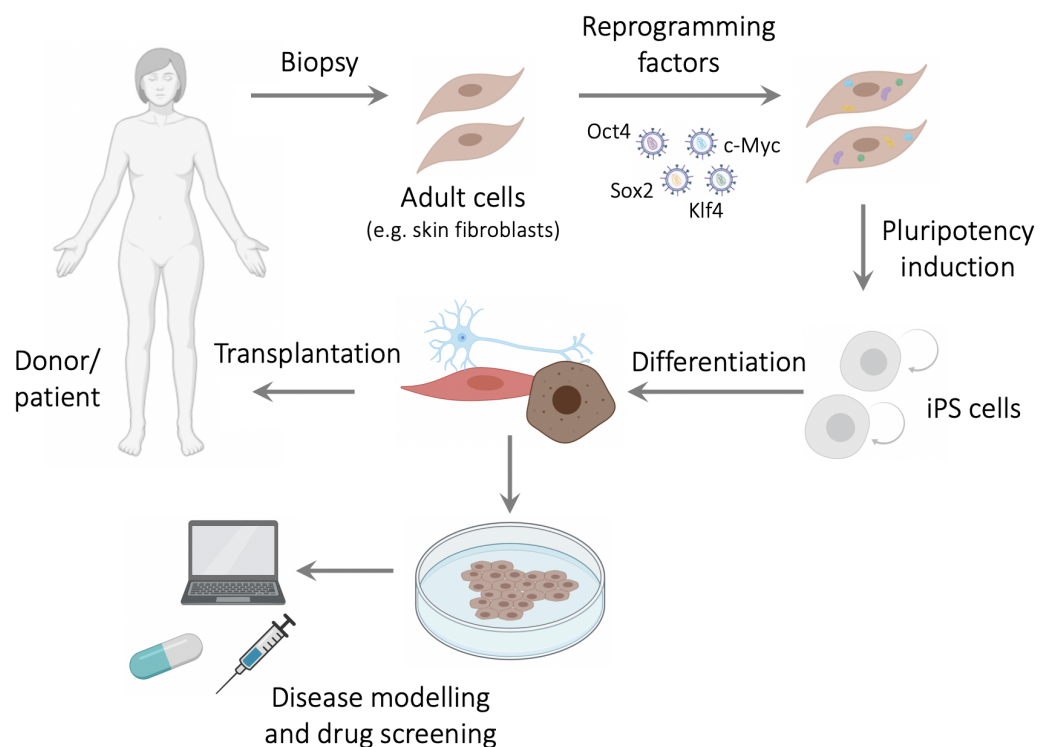 Biopsy
Reprogramming
factors
Oct4
c-Myc
Sox2
Klf4
Adult cells
(e.g. skin fibroblasts)
Pluripotency
induction
Donor/
patient
Transplantation
Differentiation
iPS cells
Disease modelling
and drug screening